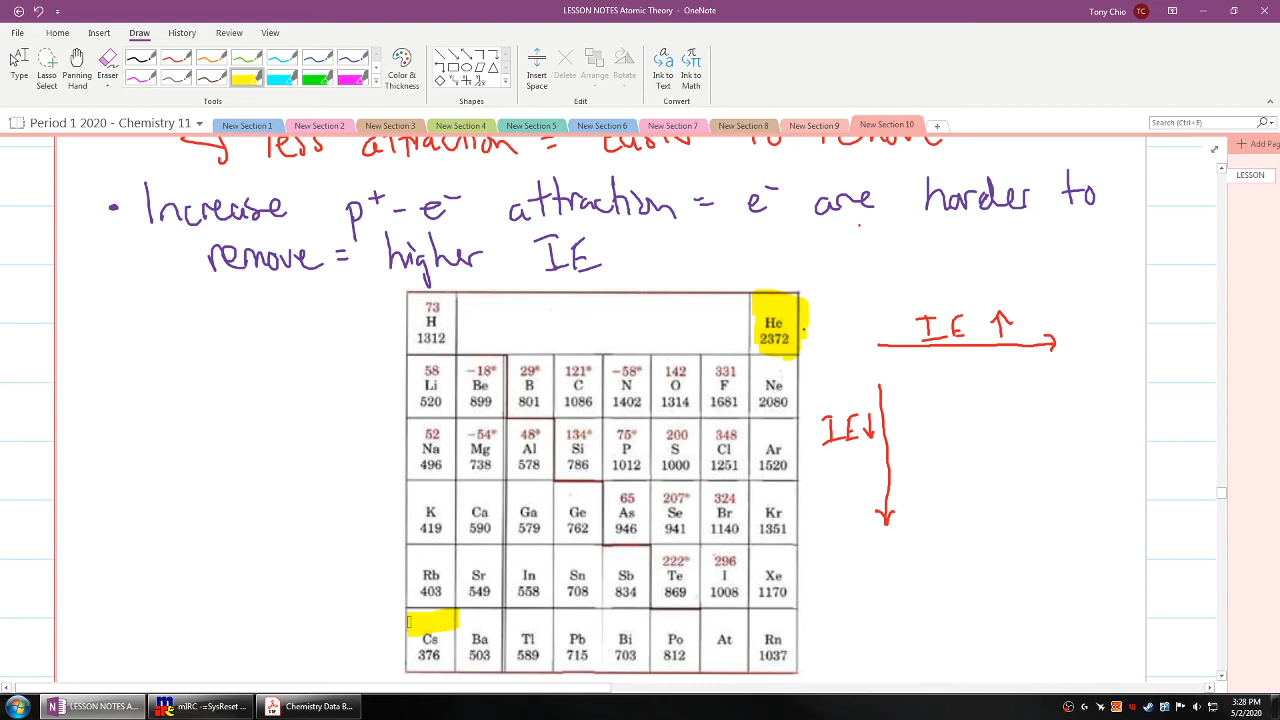 LESSON NOTES Atomic Theory - OneNote
Tony Chio TC
File Home Insert Draw History Review View
Type Lasso Select Panning Hand Eraser Color & Thickness Insert Space Delete Arrange Rotate Ink to Text Ink to Math
Tools Shapes Edit Convert
Period 1 2020 - Chemistry 11 New Section 1 New Section 2 New Section 3 New Section 4 New Section 5 New Section 6 New Section 7 New Section 8 New Section 9 New Section 10 Search (Ctrl+E)
Add Pag
LESSON
↳ less attraction = to remove
• Increase p⁺ - e⁻ attraction = e⁻ are harder to
remove = higher IE
73
H He
1312 2372
IE ↑
58 -18* 29* 121* -58* 142 331
Li Be B C N O F Ne
520 899 801 1086 1402 1314 1681 2080
IE↓
52 -54* 48* 134* 75* 200 348
Na Mg Al Si P S Cl Ar
496 738 578 786 1012 1000 1251 1520
65 207* 324
K Ca Ga Ge As Se Br Kr
419 590 579 762 946 941 1140 1351
222* 296
Rb Sr In Sn Sb Te I Xe
403 549 558 708 834 869 1008 1170
Cs Ba Tl Pb Bi Po At Rn
376 503 589 715 703 812 1037
LESSON NOTES At... mIRC -=SysReset ... Chemistry Data B...
3:28 PM
5/2/2020